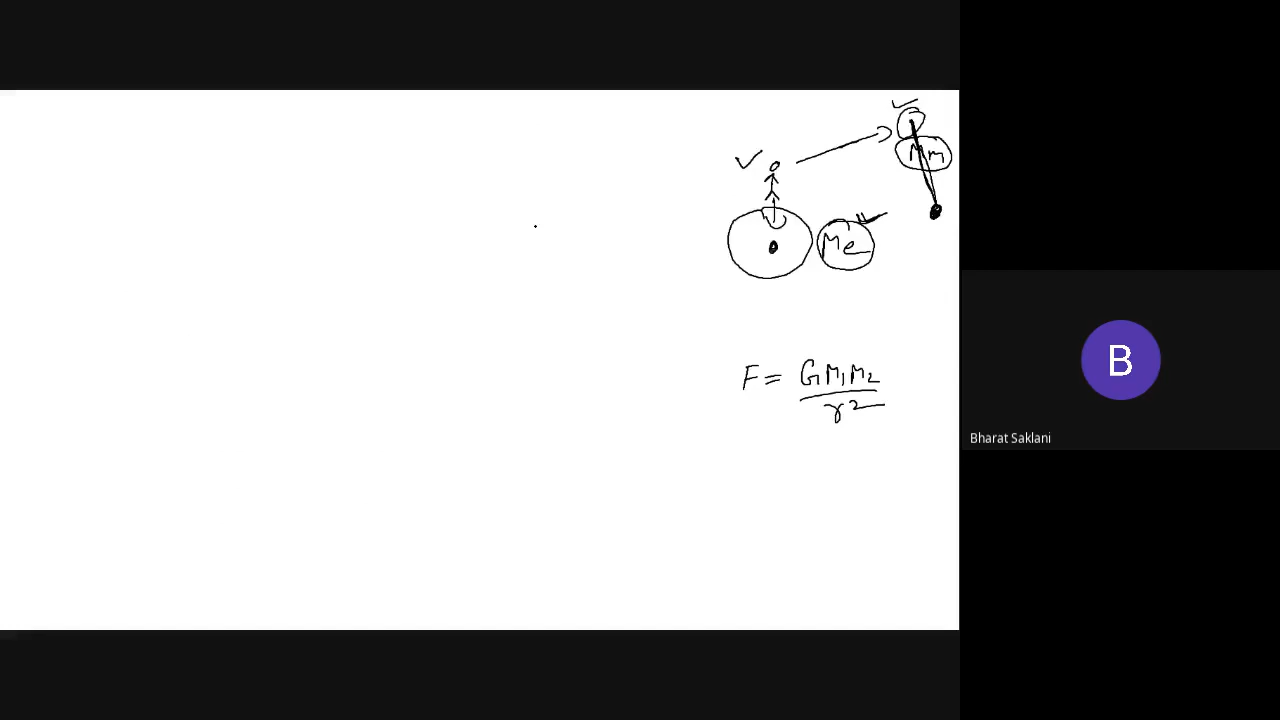 Mm
Me
F = GM₁M₂
r²
B
Bharat Saklani